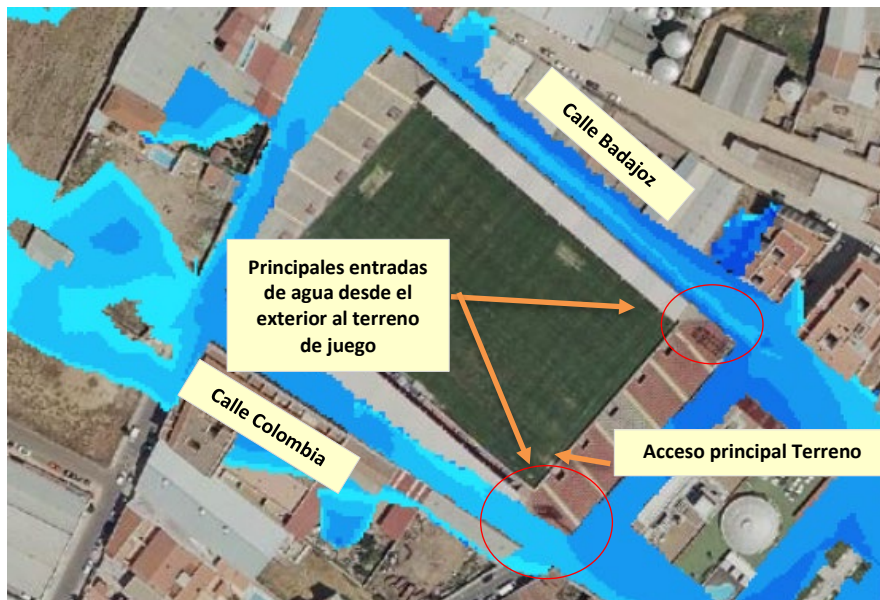 Calle Badajoz
Principales entradas
de agua desde el
exterior al terreno
de juego
Calle Colombia
Acceso principal Terreno